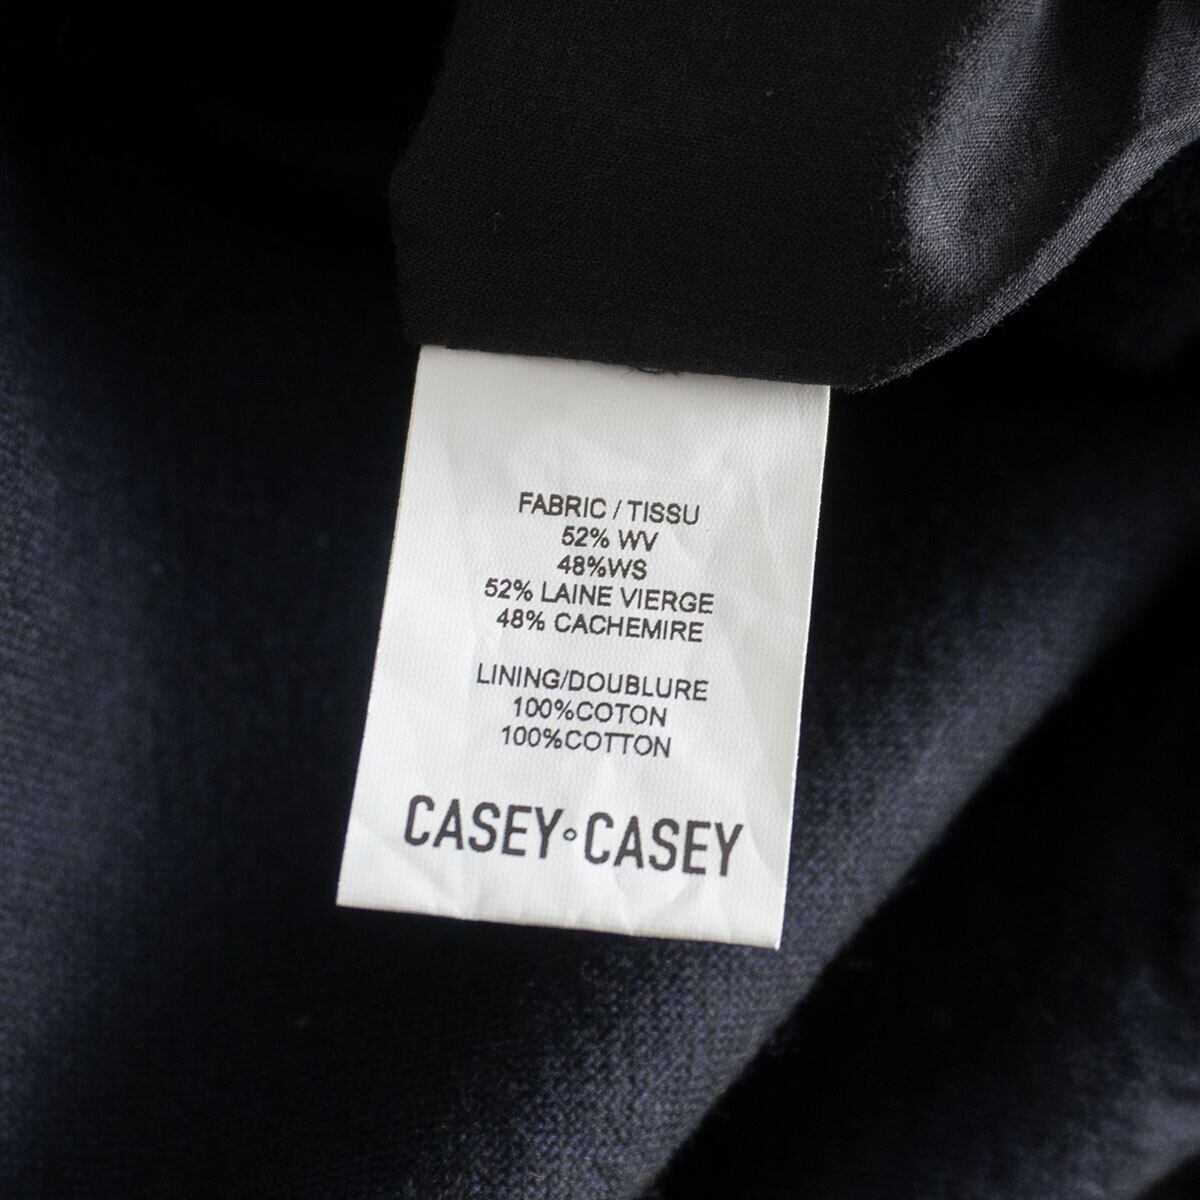 FABRIC / TISSU
52% WV
48%WS
52% LAINE VIERGE
48% CACHEMIRE
LINING/DOUBLURE
100%COTON
100%COTTON
CASEY°CASEY